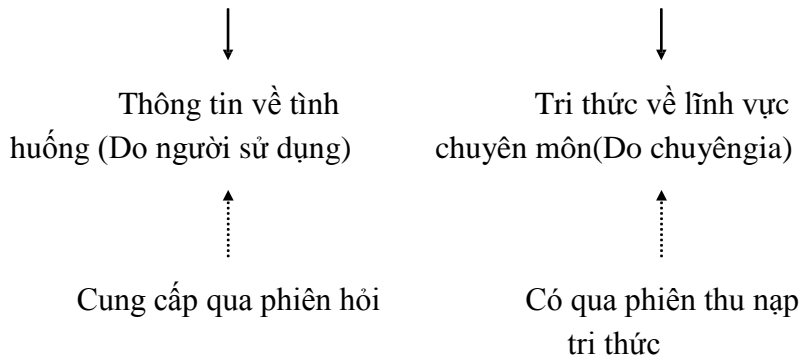 Thông tin về tình
huống (Do người sử dụng)
Tri thức về lĩnh vực
chuyên môn(Do chuyêngia)
Cung cấp qua phiên hỏi
Có qua phiên thu nạp
tri thức